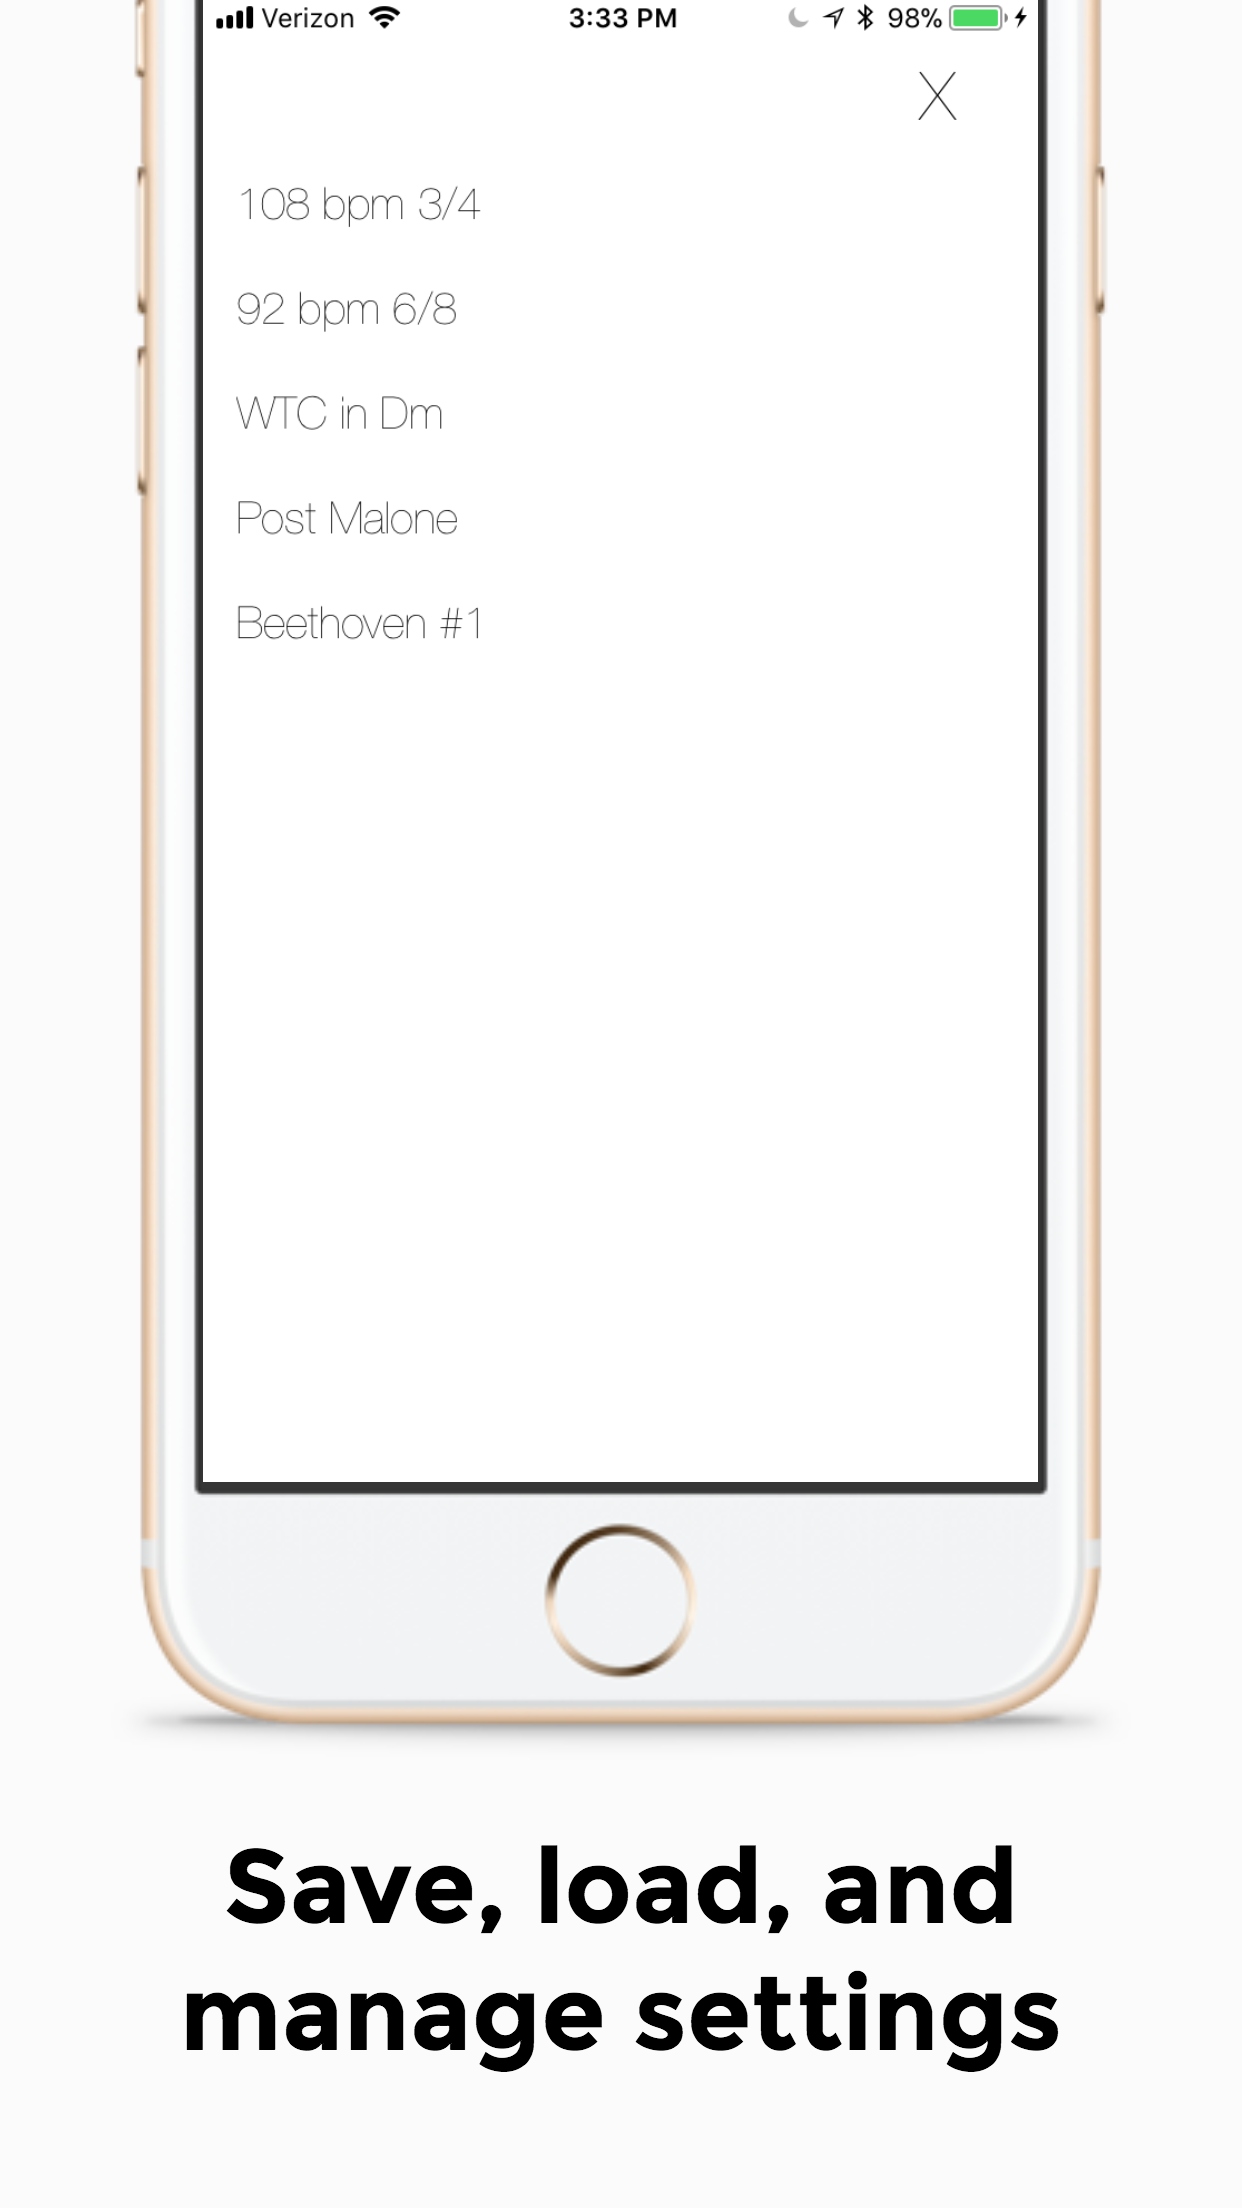 Verizon 3:33 PM 98%
X
108 bpm 3/4
92 bpm 6/8
WTC in Dm
Post Malone
Beethoven #1
Save, load, and
manage settings